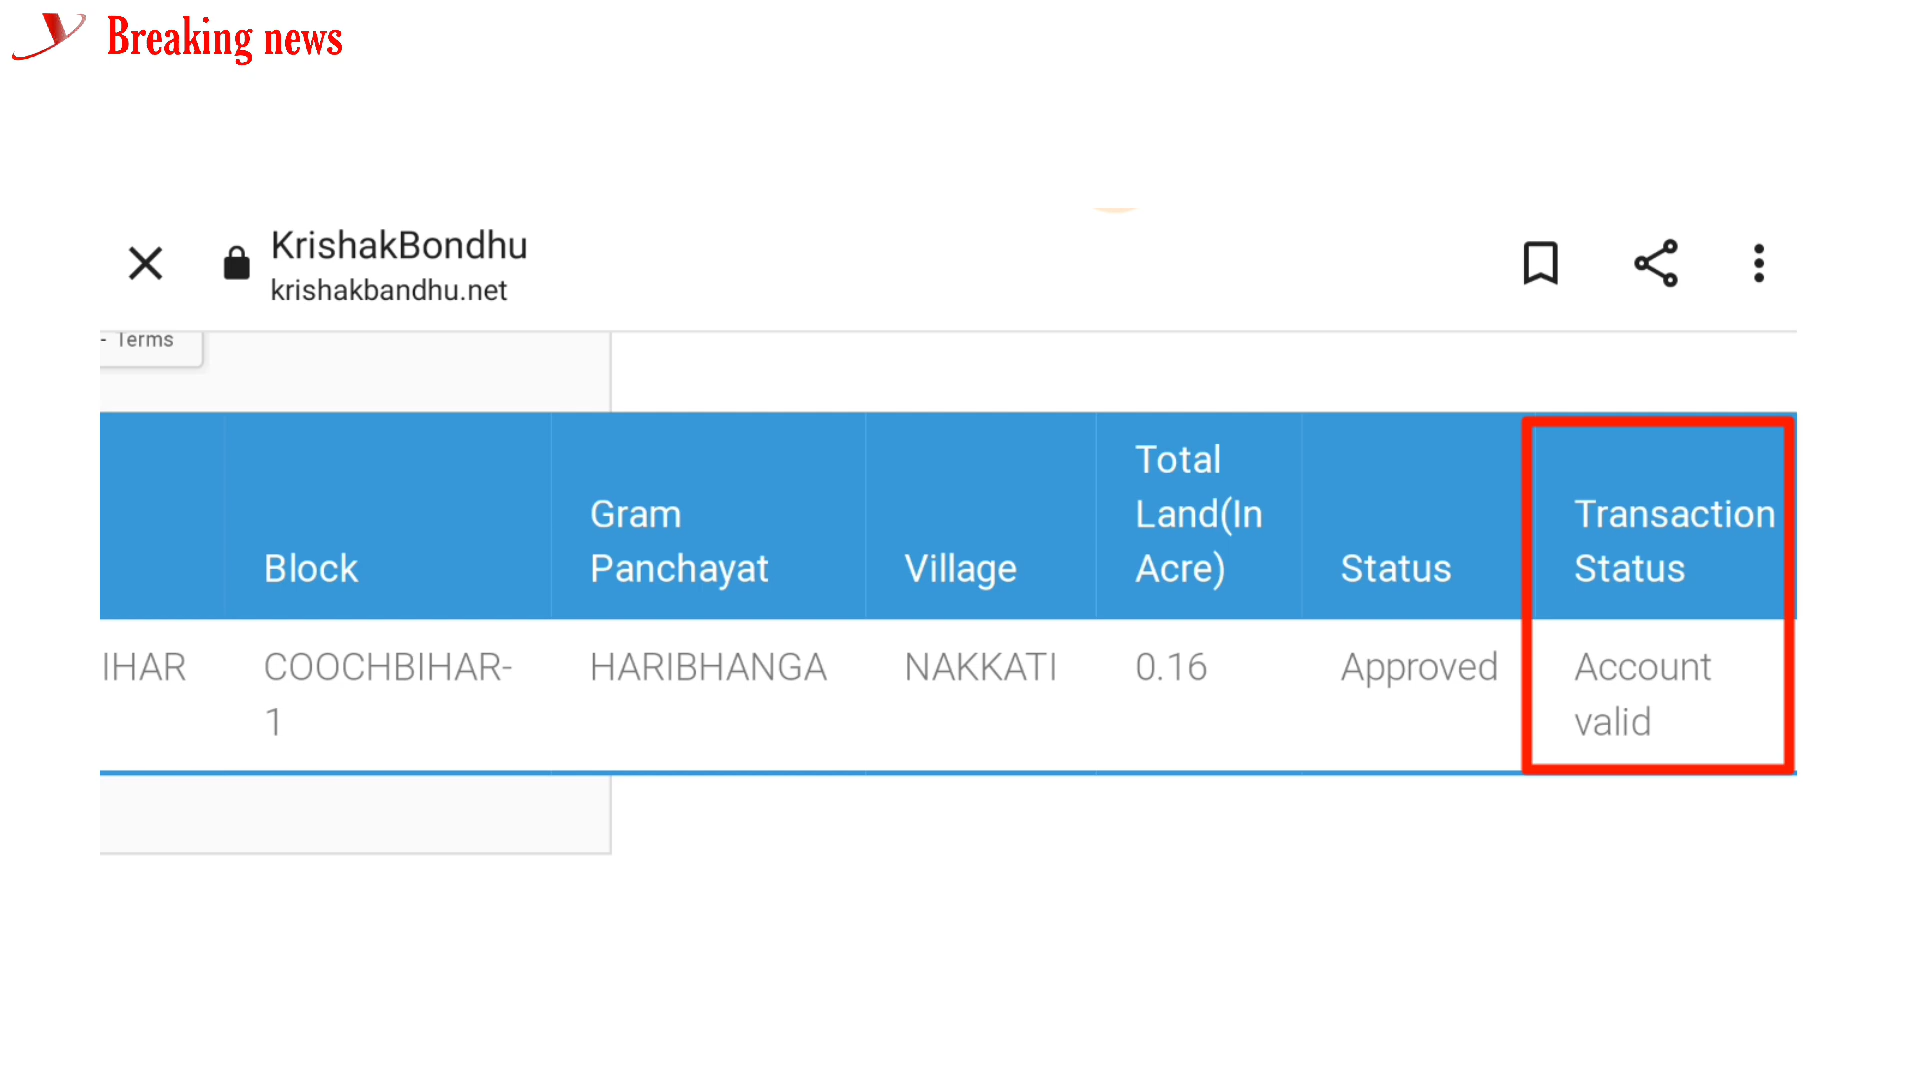 Breaking news
KrishakBondhu
krishakbandhu.net
- Terms
Block
Gram
Panchayat
Village
Total
Land(In
Acre)
Status
Transaction
Status
IHAR
COOCHBIHAR-
1
HARIBHANGA
NAKKATI
0.16
Approved
Account
valid